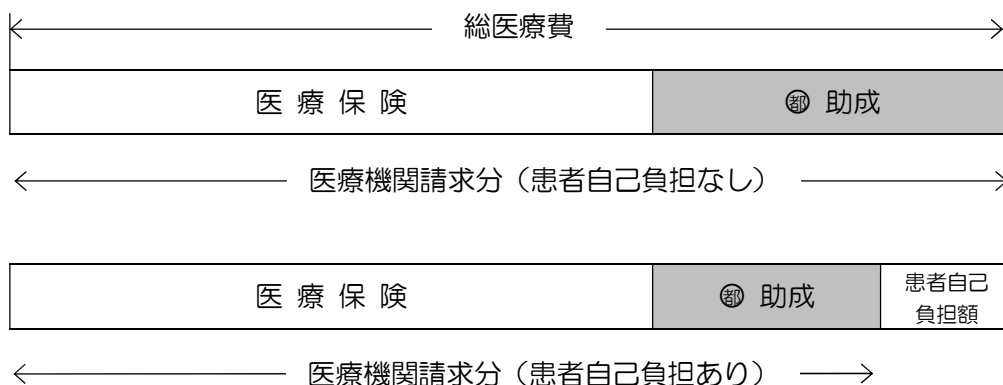 総医療費
医 療 保 険
㊞ 助成
医療機関請求分（患者自己負担なし）
医 療 保 険
助成
患者自己
負担額
医療機関請求分（患者自己負担あり）